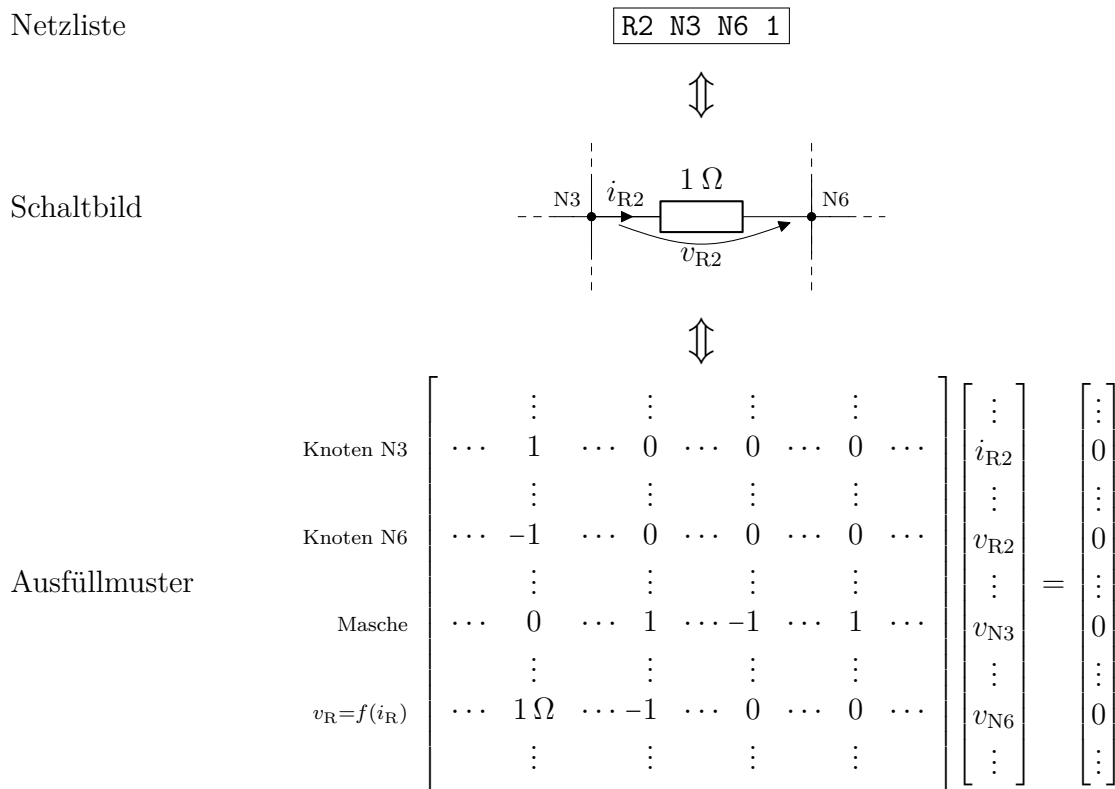 Netzliste
R2 N3 N6 1
⇕
Schaltbild
N3 i_R2 1 Ω N6
v_R2
⇕
Ausfüllmuster
⋮ ⋮ ⋮ ⋮ ⋮ ⋮
Knoten N3 ⋯ 1 ⋯ 0 ⋯ 0 ⋯ 0 ⋯ i_R2 0
⋮ ⋮ ⋮ ⋮ ⋮ ⋮
Knoten N6 ⋯ −1 ⋯ 0 ⋯ 0 ⋯ 0 ⋯ v_R2 0
⋮ ⋮ ⋮ ⋮ ⋮ = ⋮
Masche ⋯ 0 ⋯ 1 ⋯ −1 ⋯ 1 ⋯ v_N3 0
⋮ ⋮ ⋮ ⋮ ⋮ ⋮
v_R=f(i_R) ⋯ 1 Ω ⋯ −1 ⋯ 0 ⋯ 0 ⋯ v_N6 0
⋮ ⋮ ⋮ ⋮ ⋮ ⋮